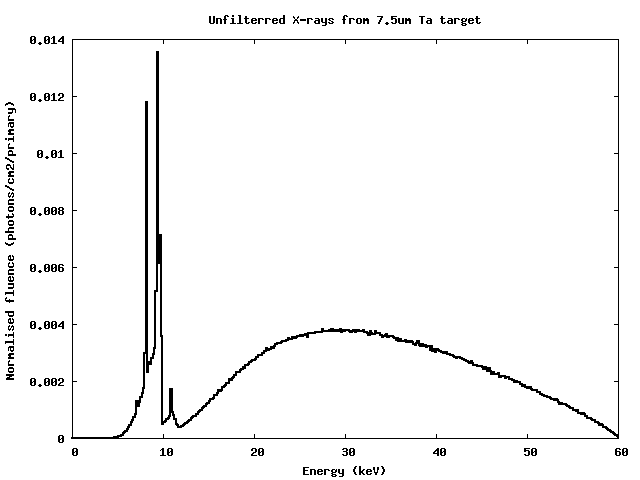 Unfilterred X-rays from 7.5um Ta target
0.014
0.012
0.01
0.008
0.006
0.004
0.002
0
Normalised fluence (photons/cm2/primary)
0 10 20 30 40 50 60
Energy (keV)